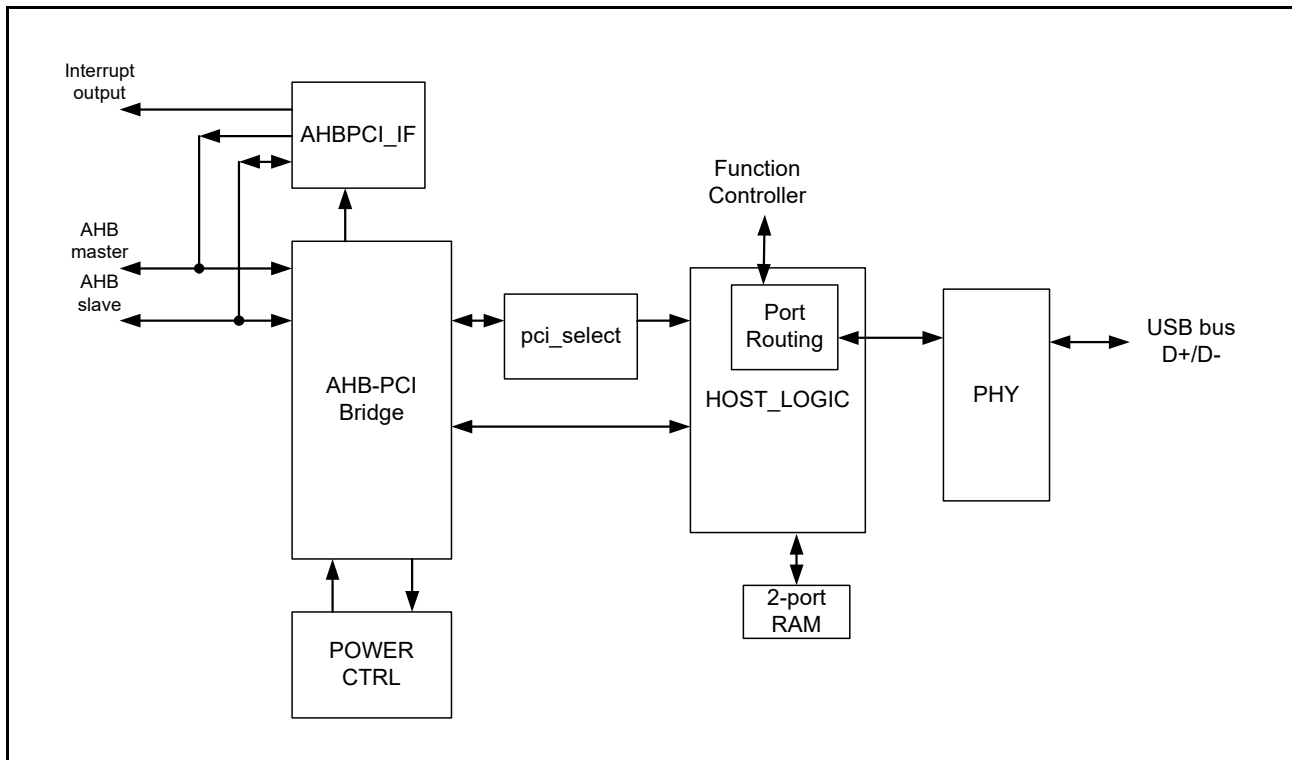 Interrupt
output
AHBPCI_IF
Function
Controller
AHB
master
AHB
slave
Port
Routing
pci_select
USB bus
D+/D-
AHB-PCI
Bridge
HOST_LOGIC
PHY
2-port
RAM
POWER
CTRL